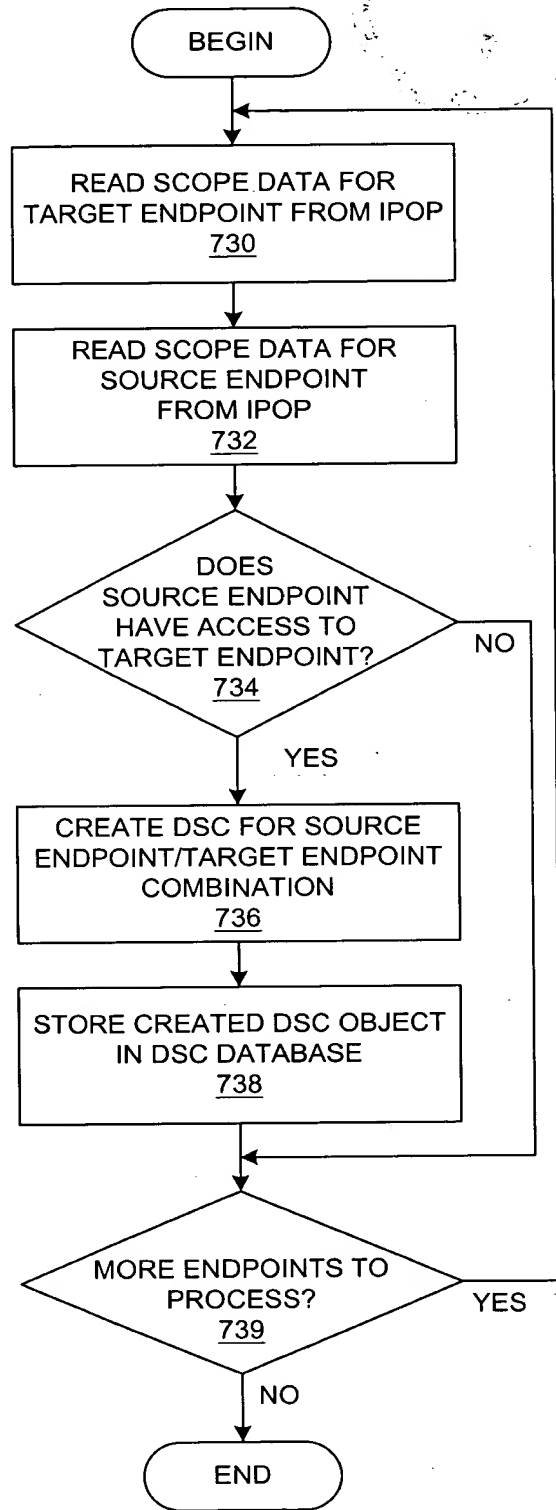 BEGIN
READ SCOPE DATA FOR
TARGET ENDPOINT FROM IPOP
730
READ SCOPE DATA FOR
SOURCE ENDPOINT
FROM IPOP
732
DOES
SOURCE ENDPOINT
HAVE ACCESS TO
TARGET ENDPOINT?
734
NO
YES
CREATE DSC FOR SOURCE
ENDPOINT/TARGET ENDPOINT
COMBINATION
736
STORE CREATED DSC OBJECT
IN DSC DATABASE
738
MORE ENDPOINTS TO
PROCESS?
739
YES
NO
END